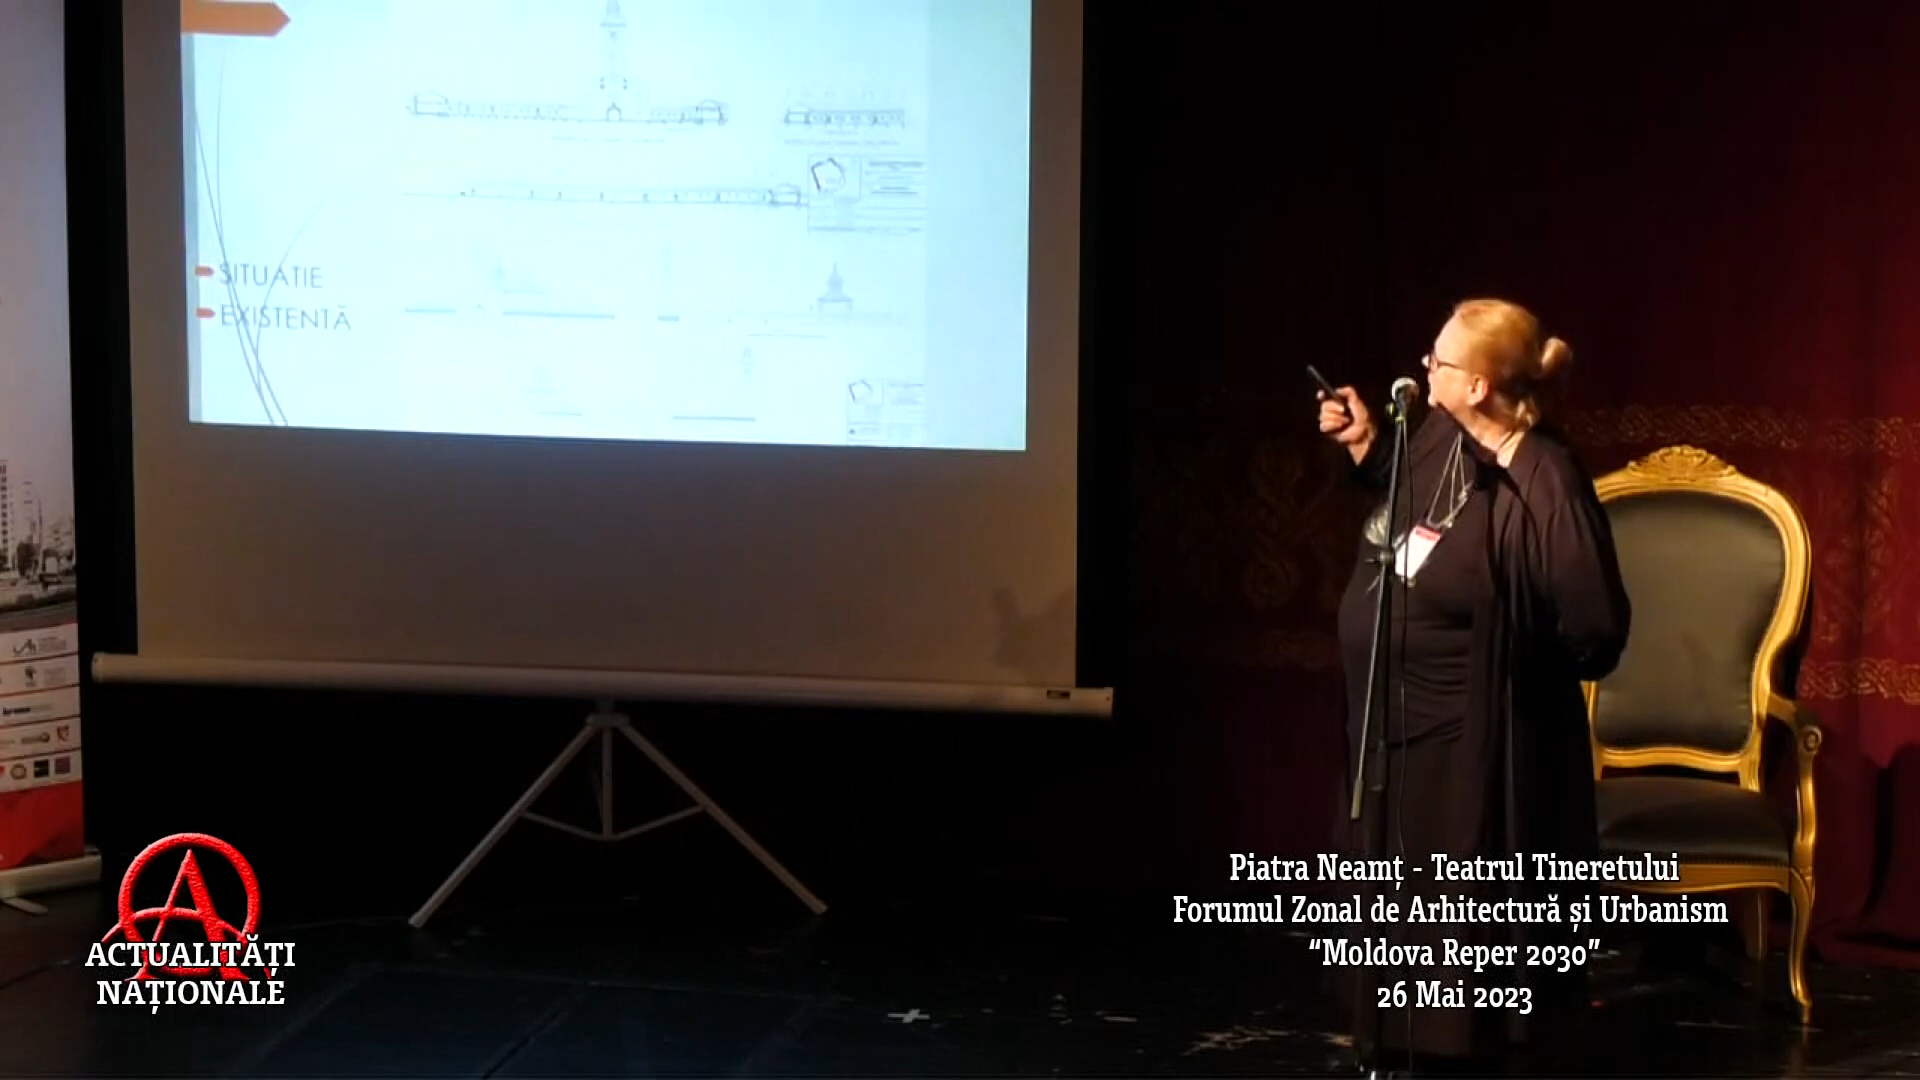 SITUATIE
EXISTENTĂ
ACTUALITĂȚI
NAȚIONALE
Piatra Neamț - Teatrul Tineretului
Forumul Zonal de Arhitectură și Urbanism
“Moldova Reper 2030”
26 Mai 2023